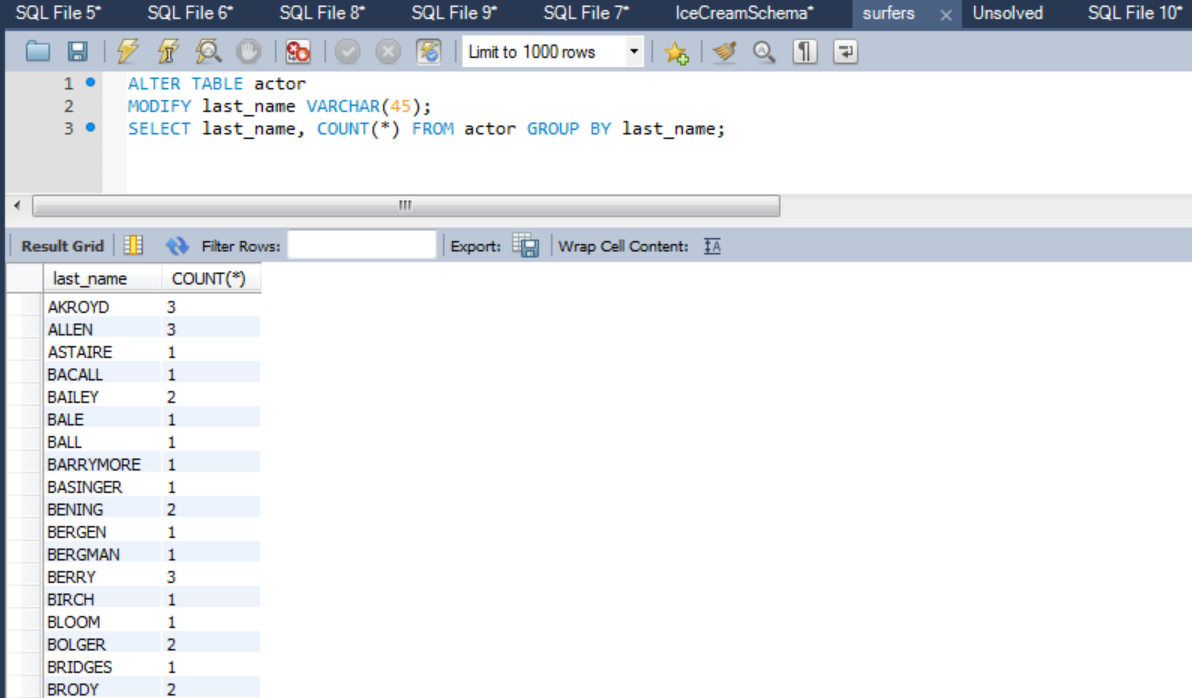 SQL File 5* SQL File 6* SQL File 8* SQL File 9* SQL File 7* IceCreamSchema* surfers × Unsolved SQL File 10*
Limit to 1000 rows
1 ALTER TABLE actor
2 MODIFY last_name VARCHAR(45);
3 SELECT last_name, COUNT(*) FROM actor GROUP BY last_name;
Result Grid Filter Rows: Export: Wrap Cell Content: IA
last_name COUNT(*)
AKROYD 3
ALLEN 3
ASTAIRE 1
BACALL 1
BAILEY 2
BALE 1
BALL 1
BARRYMORE 1
BASINGER 1
BENING 2
BERGEN 1
BERGMAN 1
BERRY 3
BIRCH 1
BLOOM 1
BOLGER 2
BRIDGES 1
BRODY 2